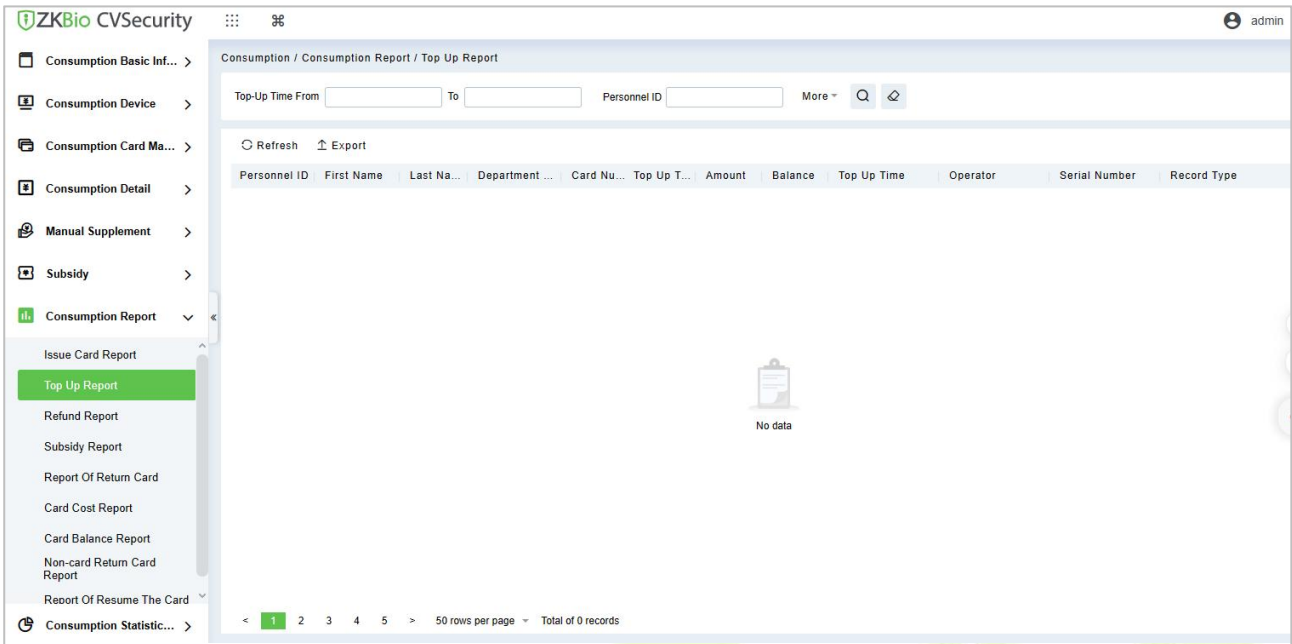 ZKBio CVSecurity
admin
Consumption Basic Inf...
Consumption Device
Consumption Card Ma...
Consumption Detail
Manual Supplement
Subsidy
Consumption Report
Issue Card Report
Top Up Report
Refund Report
Subsidy Report
Report Of Return Card
Card Cost Report
Card Balance Report
Non-card Return Card
Report
Report Of Resume The Card
Consumption Statistic...
Consumption / Consumption Report / Top Up Report
Top-Up Time From To Personnel ID More
Refresh Export
Personnel ID First Name Last Na... Department ... Card Nu... Top Up T... Amount Balance Top Up Time Operator Serial Number Record Type
No data
< 1 2 3 4 5 > 50 rows per page Total of 0 records